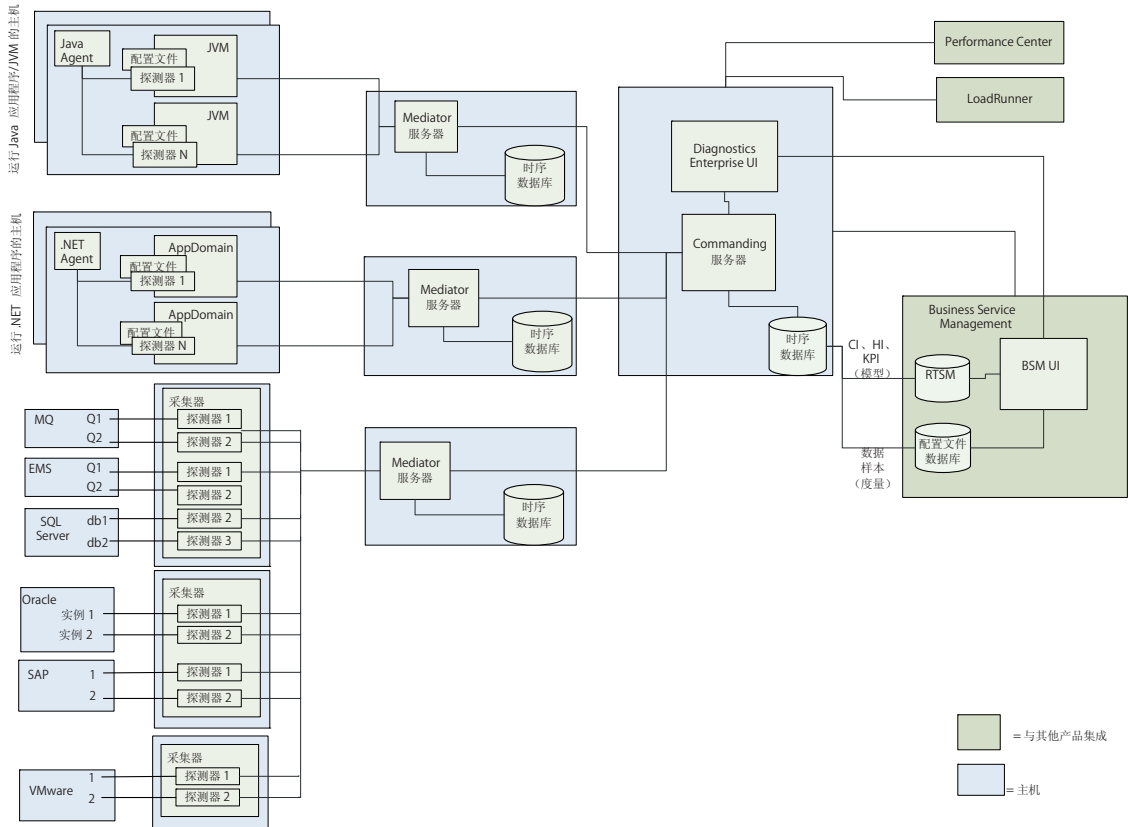 运行 Java 应用程序/JVM 的主机
Java
Agent
JVM
配置文件
探测器 1
JVM
配置文件
探测器 N
Mediator
服务器
时序
数据库
Diagnostics
Enterprise UI
Commanding
服务器
时序
数据库
Performance Center
LoadRunner
运行 .NET 应用程序的主机
.NET
Agent
AppDomain
配置文件
探测器 1
AppDomain
配置文件
探测器 N
Mediator
服务器
时序
数据库
CI 、HI、
KPI
（模型）
数据
样本
（度量）
Business Service
Management
RTSM
BSM UI
配置文件
数据库
MQ
Q1
Q2
EMS
Q1
Q2
SQL
Server
db1
db2
采集器
探测器 1
探测器 2
探测器 1
探测器 2
探测器 2
探测器 3
Mediator
服务器
时序
数据库
Oracle
实例 1
实例 2
SAP
1
2
采集器
探测器 1
探测器 2
探测器 1
探测器 2
VMware
1
2
采集器
探测器 1
探测器 2
= 与其他产品集成
= 主机